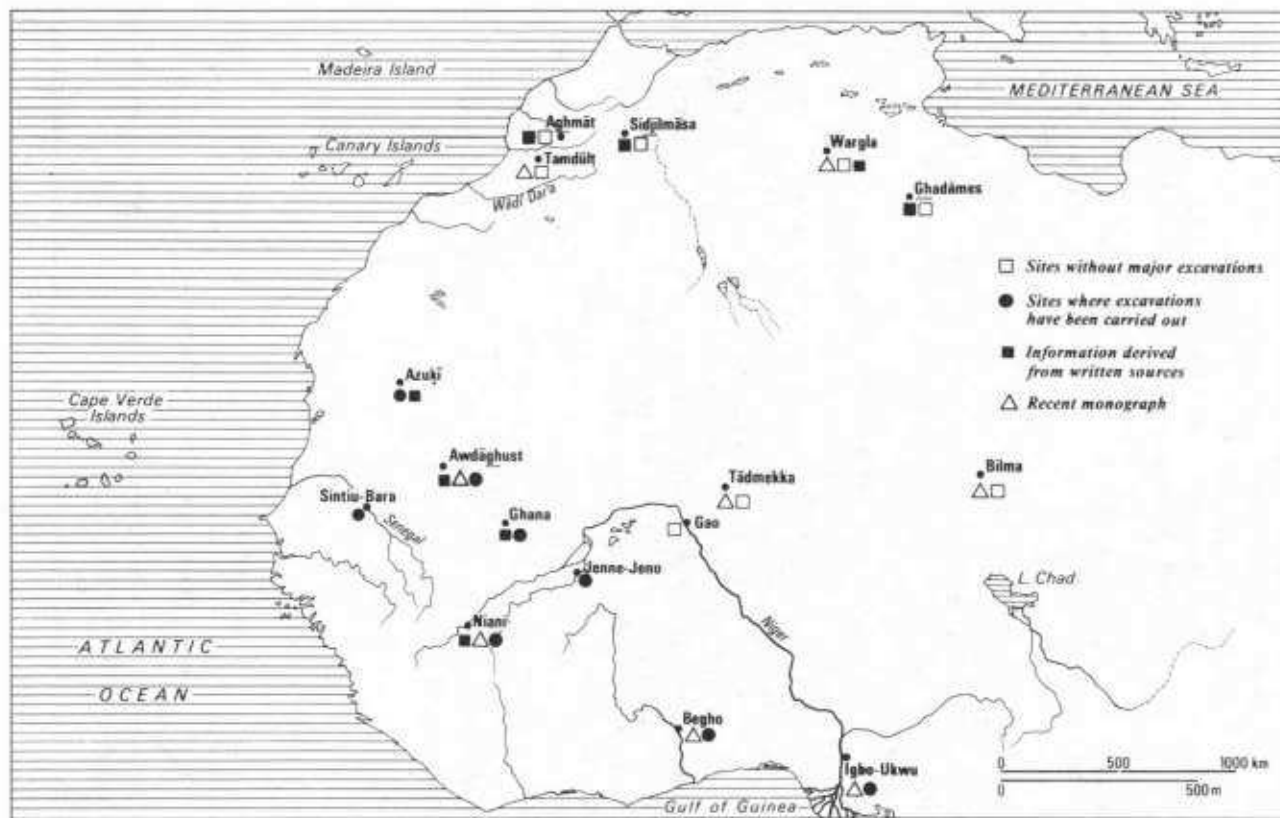 Madeira Island
MEDITERRANEAN SEA
Aghmāt
Sidjilmāsa
Canary Islands
Tamdūlt
Wargla
Wādī Dar'a
Ghadāmes
Sites without major excavations
Sites where excavations
have been carried out
Information derived
from written sources
Recent monograph
Azuḳī
Cape Verde
Islands
Awdāghust
Tādmekka
Bilma
Sintiu-Bara
Senegal
Ghana
Gao
Jenne-Jeno
L. Chad
Niani
Niger
ATLANTIC
OCEAN
Begho
Igbo-Ukwu
0 500 1000 km
0 500 m
Gulf of Guinea